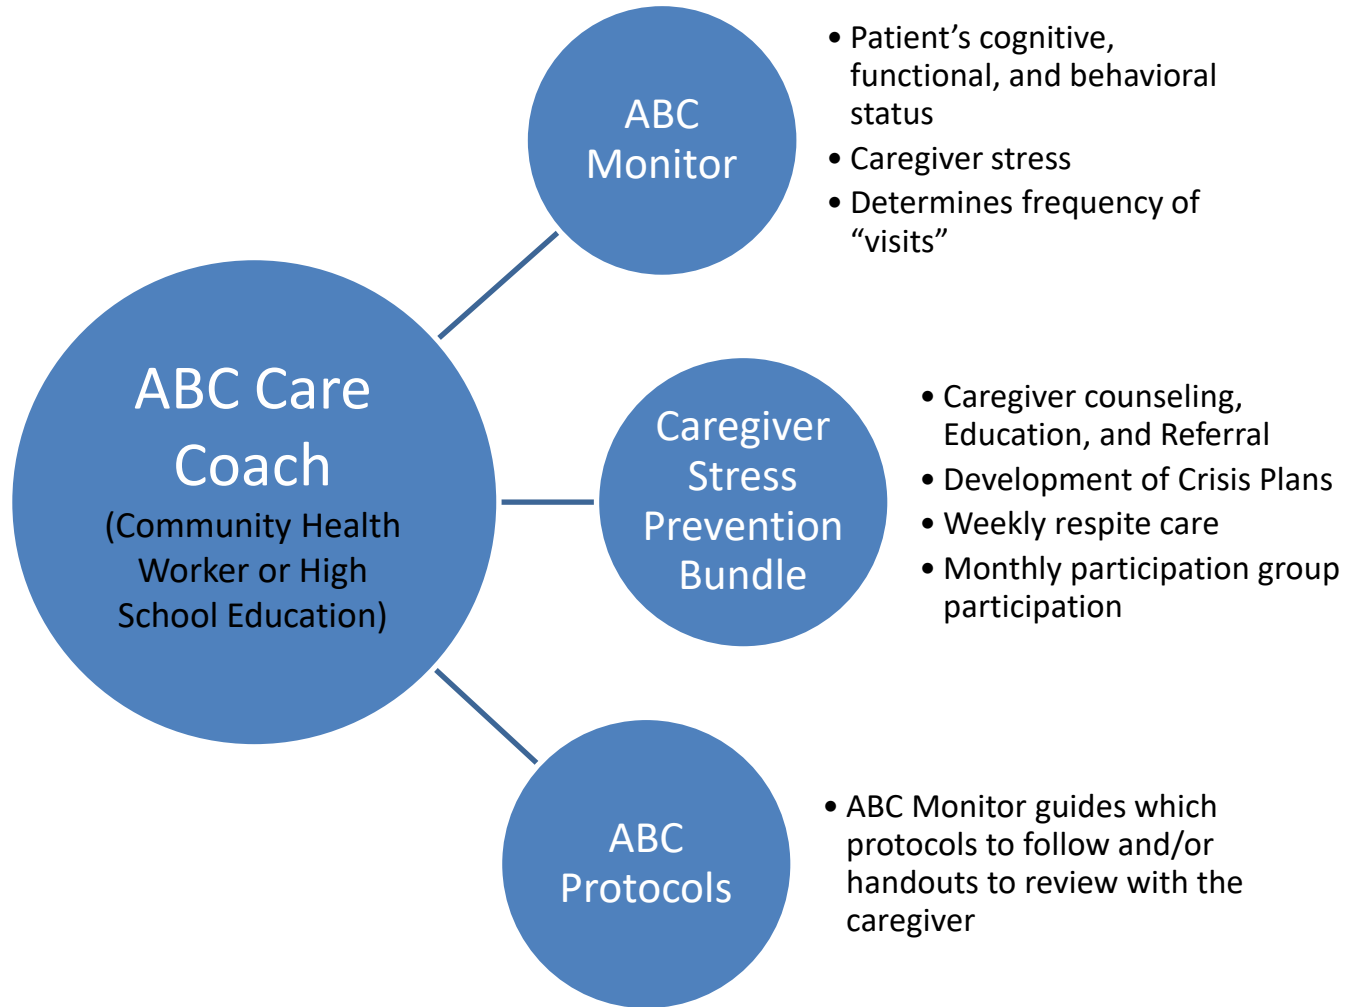 ABC
Monitor
• Patient’s cognitive,
functional, and behavioral
status
• Caregiver stress
• Determines frequency of
“visits”
ABC Care
Coach
(Community Health
Worker or High
School Education)
Caregiver
Stress
Prevention
Bundle
• Caregiver counseling,
Education, and Referral
• Development of Crisis Plans
• Weekly respite care
• Monthly participation group
participation
ABC
Protocols
• ABC Monitor guides which
protocols to follow and/or
handouts to review with the
caregiver